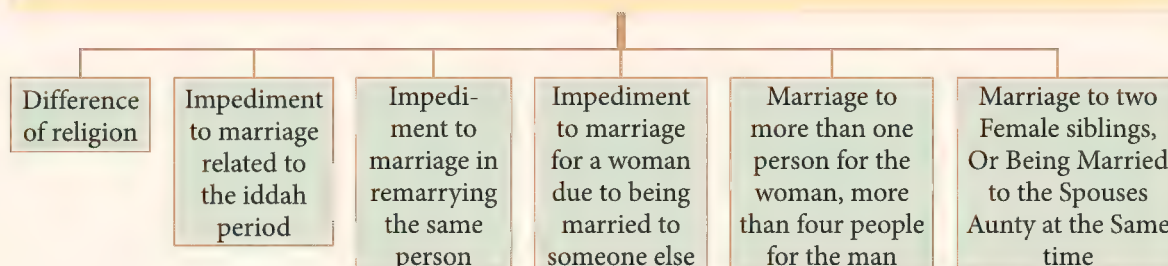 Difference
of religion
Impediment
to marriage
related to
the iddah
period
Impedi-
ment to
marriage in
remarrying
the same
person
Impediment
to marriage
for a woman
due to being
married to
someone else
Marriage to
more than one
person for the
woman, more
than four people
for the man
Marriage to two
Female siblings,
Or Being Married
to the Spouses
Aunty at the Same
time